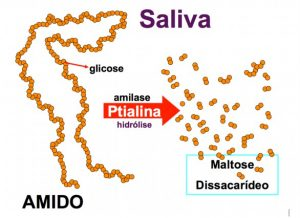 Saliva
glicose
amilase
Ptialina
hidrólise
Maltose
Dissacarídeo
AMIDO